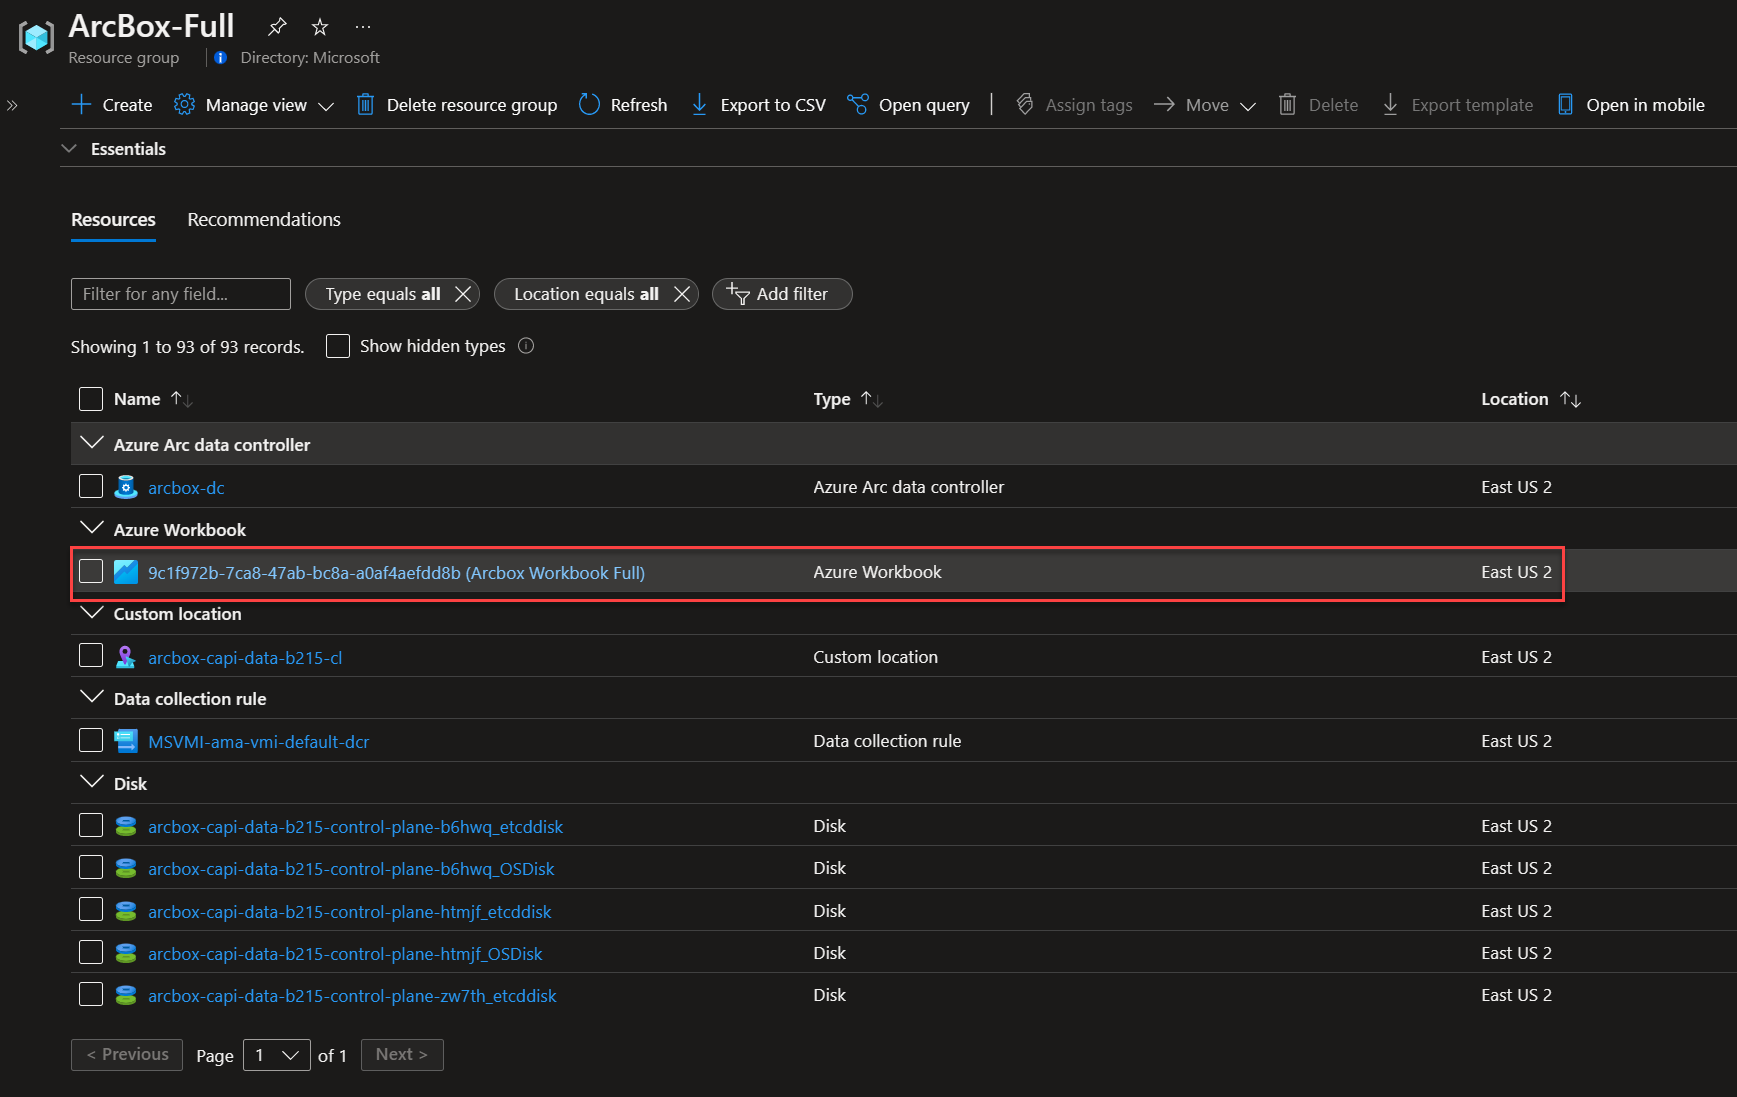 ArcBox-Full
Resource group
Directory: Microsoft
Create Manage view Delete resource group Refresh Export to CSV Open query Assign tags Move Delete Export template Open in mobile
Essentials
Resources Recommendations
Filter for any field... Type equals all Location equals all Add filter
Showing 1 to 93 of 93 records. Show hidden types
Name Type Location
Azure Arc data controller
arcbox-dc Azure Arc data controller East US 2
Azure Workbook
9c1f972b-7ca8-47ab-bc8a-a0af4aefdd8b (Arcbox Workbook Full) Azure Workbook East US 2
Custom location
arcbox-capi-data-b215-cl Custom location East US 2
Data collection rule
MSVMI-ama-vmi-default-dcr Data collection rule East US 2
Disk
arcbox-capi-data-b215-control-plane-b6hwq_etcddisk Disk East US 2
arcbox-capi-data-b215-control-plane-b6hwq_OSDisk Disk East US 2
arcbox-capi-data-b215-control-plane-htmjf_etcddisk Disk East US 2
arcbox-capi-data-b215-control-plane-htmjf_OSDisk Disk East US 2
arcbox-capi-data-b215-control-plane-zw7th_etcddisk Disk East US 2
< Previous Page 1 of 1 Next >